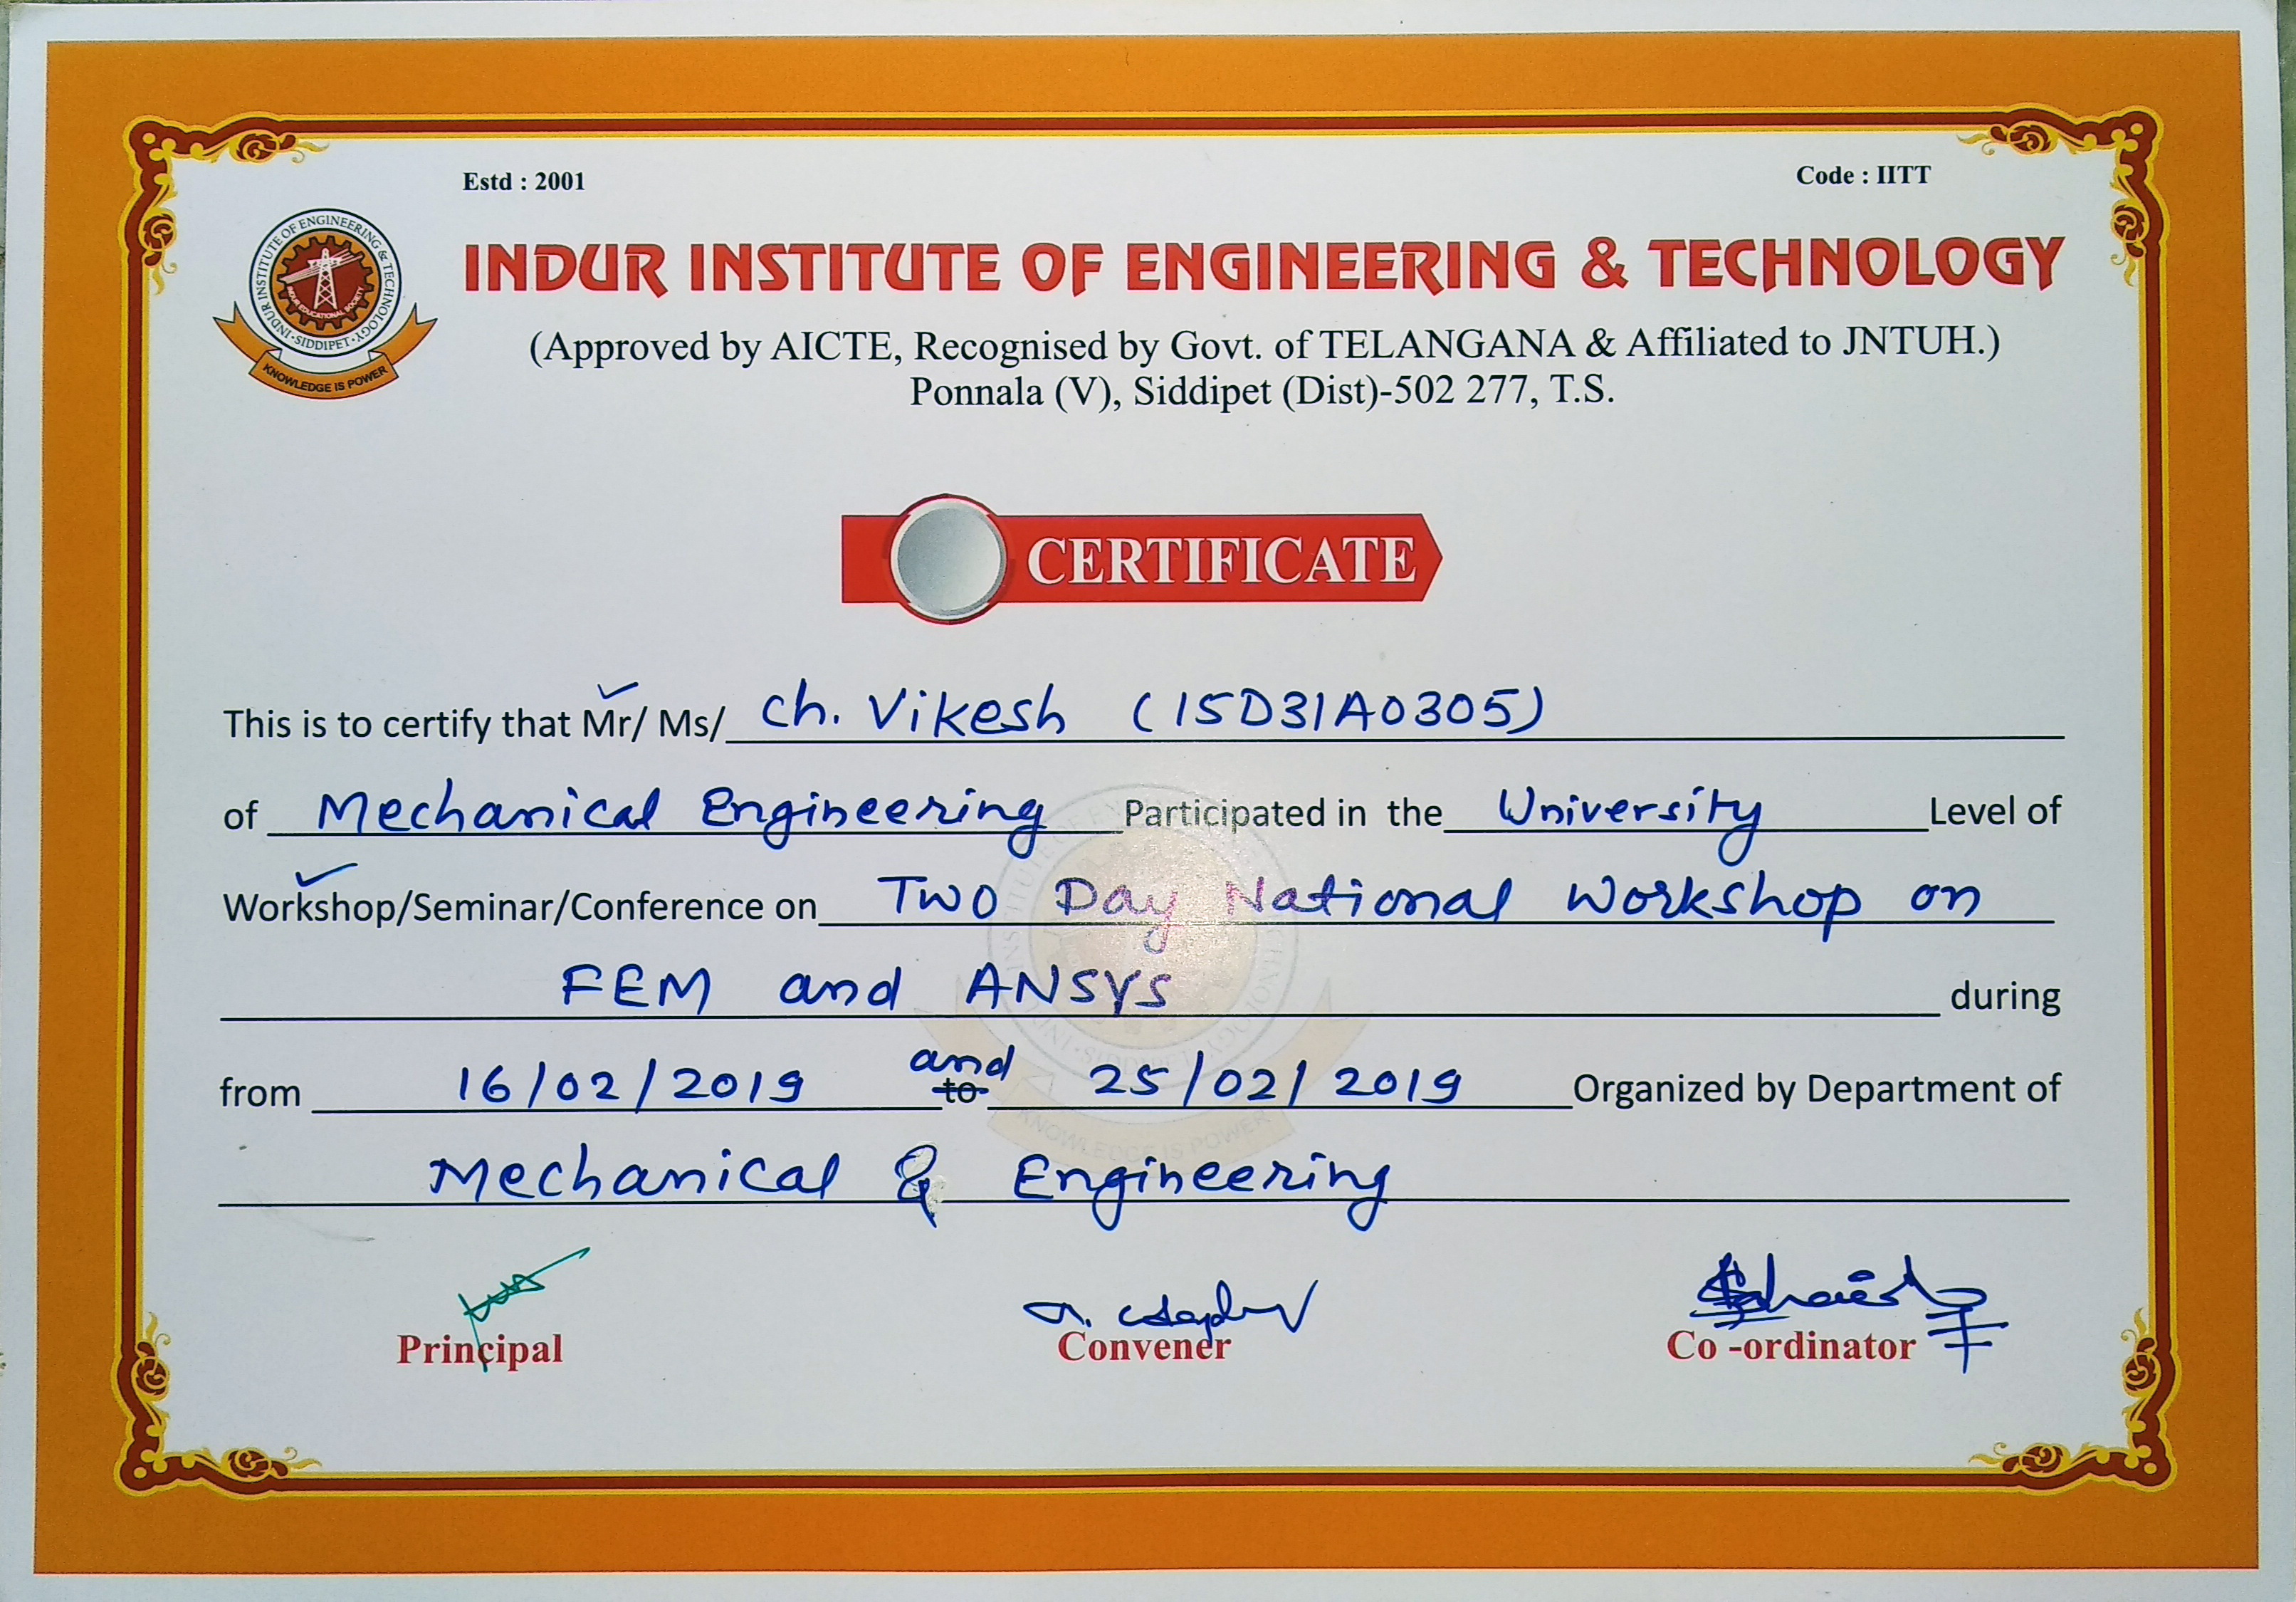 Estd : 2001
Code : IITT
INDUR INSTITUTE OF ENGINEERING & TECHNOLOGY
INDUR INSTITUTE OF ENGINEERING & TECHNOLOGY
SIDDIPET
INDUR EDUCATIONAL SOCIETY
KNOWLEDGE IS POWER
(Approved by AICTE, Recognised by Govt. of TELANGANA & Affiliated to JNTUH.)
Ponnala (V), Siddipet (Dist)-502 277, T.S.
CERTIFICATE
This is to certify that Mr/ Ms/ Ch. Vikesh (15D31A0305)
of Mechanical Engineering Participated in the University Level of
Workshop/Seminar/Conference on Two Day National Workshop on
FEM and ANSYS during
from 16/02/2019 and to 25/02/2019 Organized by Department of
Mechanical & Engineering
Principal Convener Co -ordinator